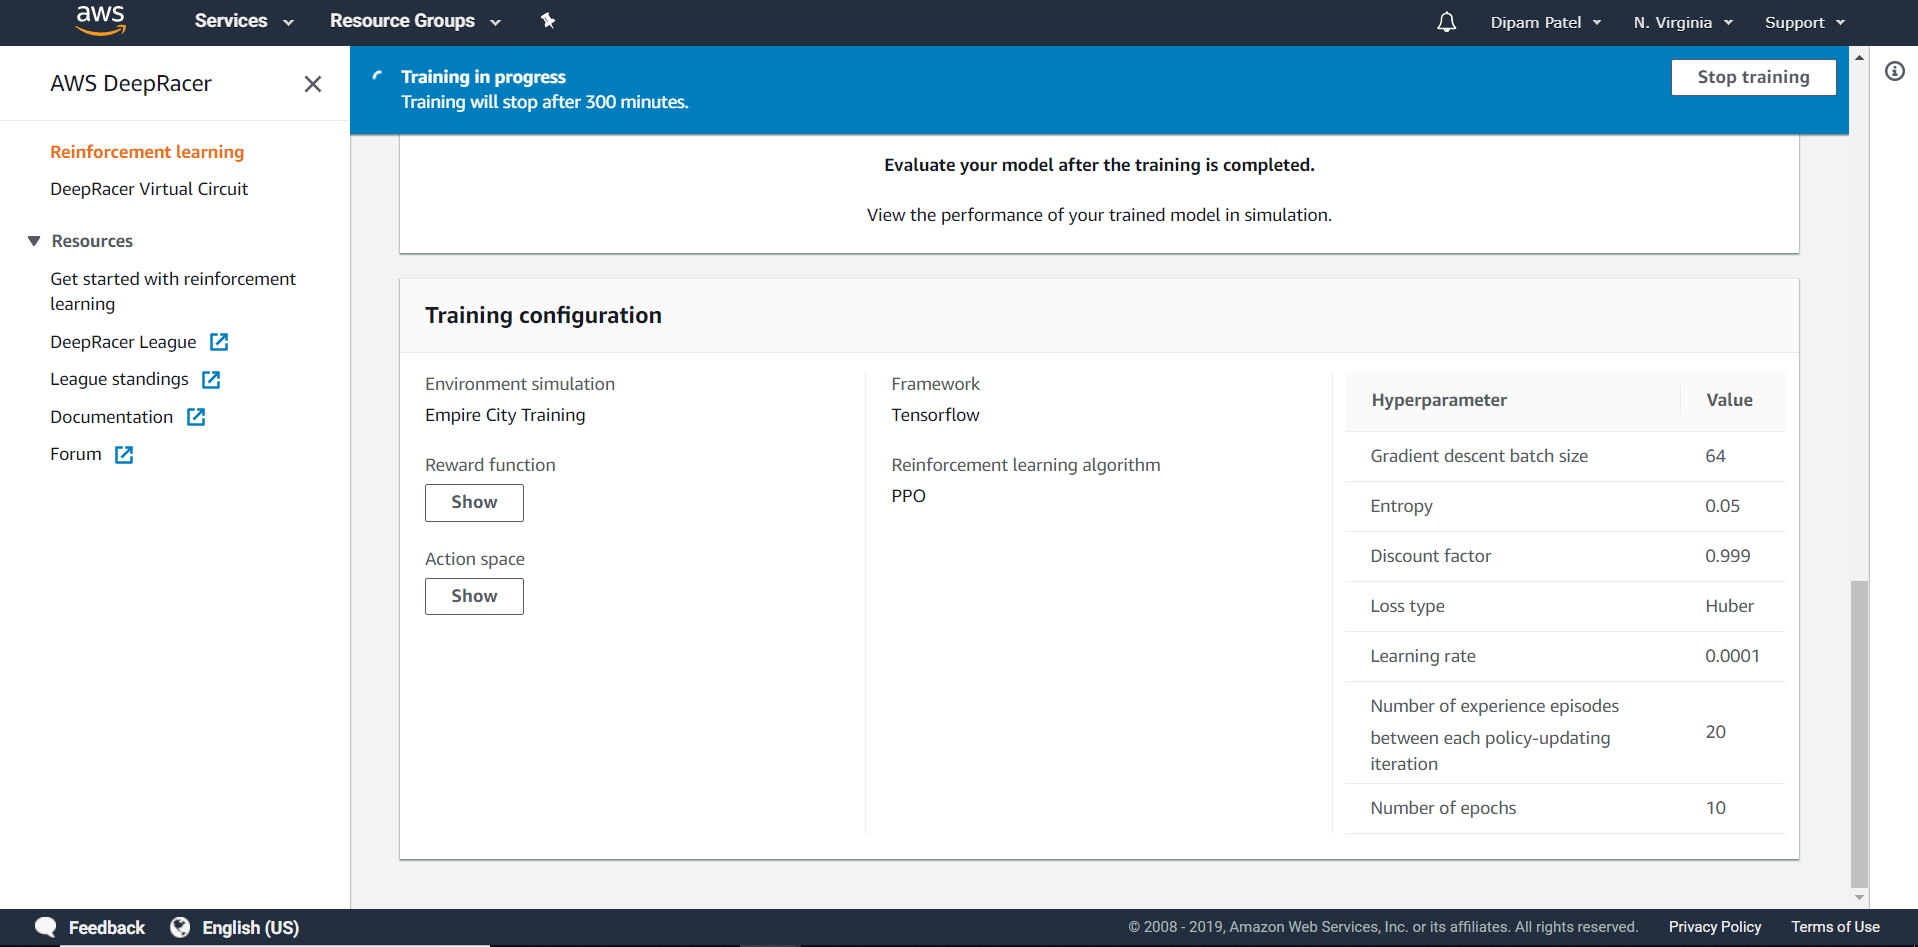 aws
Services
Resource Groups
Dipam Patel
N. Virginia
Support
AWS DeepRacer
Reinforcement learning
DeepRacer Virtual Circuit
Resources
Get started with reinforcement
learning
DeepRacer League
League standings
Documentation
Forum
Training in progress
Training will stop after 300 minutes.
Stop training
Evaluate your model after the training is completed.
View the performance of your trained model in simulation.
Training configuration
Environment simulation
Empire City Training
Reward function
Show
Action space
Show
Framework
Tensorflow
Reinforcement learning algorithm
PPO
Hyperparameter Value
Gradient descent batch size 64
Entropy 0.05
Discount factor 0.999
Loss type Huber
Learning rate 0.0001
Number of experience episodes
between each policy-updating
iteration
20
Number of epochs 10
Feedback
English (US)
© 2008 - 2019, Amazon Web Services, Inc. or its affiliates. All rights reserved.
Privacy Policy
Terms of Use